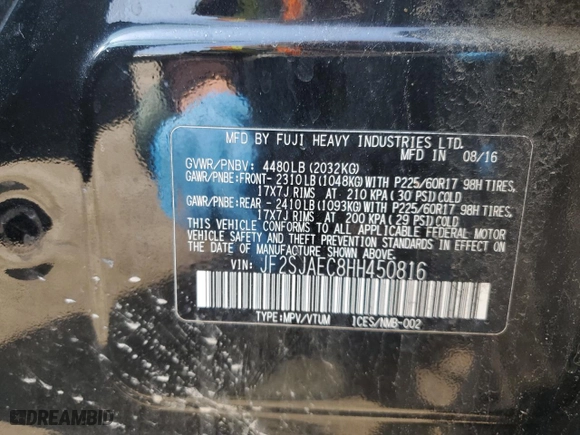 MFD BY FUJI HEAVY INDUSTRIES LTD.
MFD IN 08/16
GVWR/PNBV: 4480LB (2032KG)
GAWR/PNBE: FRONT- 2310LB (1048KG) WITH P225/60R17 98H TIRES,
17X7J RIMS AT 210 KPA (30 PSI) COLD
GAWR/PNBE: REAR - 2410LB (1093KG) WITH P225/60R17 98H TIRES,
17X7J RIMS AT 200 KPA (29 PSI) COLD
THIS VEHICLE CONFORMS TO ALL APPLICABLE FEDERAL MOTOR
VEHICLE SAFETY AND THEFT PREVENTION STANDARDS IN EFFECT ON
THE DATE OF MANUFACTURE SHOWN ABOVE.
VIN: JF2SJAEC8HH450816
TYPE: MPV/VTUM ICES/NMB-002
DREAMBID